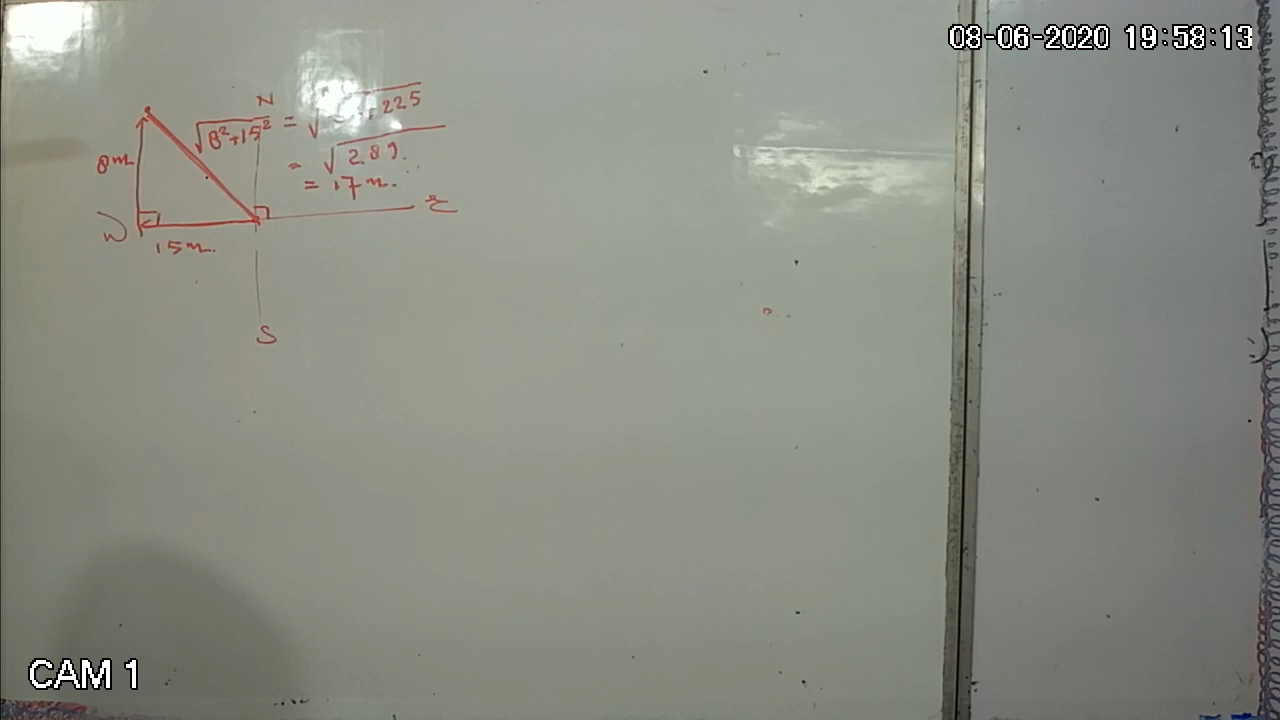 08-06-2020 19:58:13
N
√8²+15² = √ +225
= √289.
8m
= 17m.
E
W
15m.
S
CAM 1